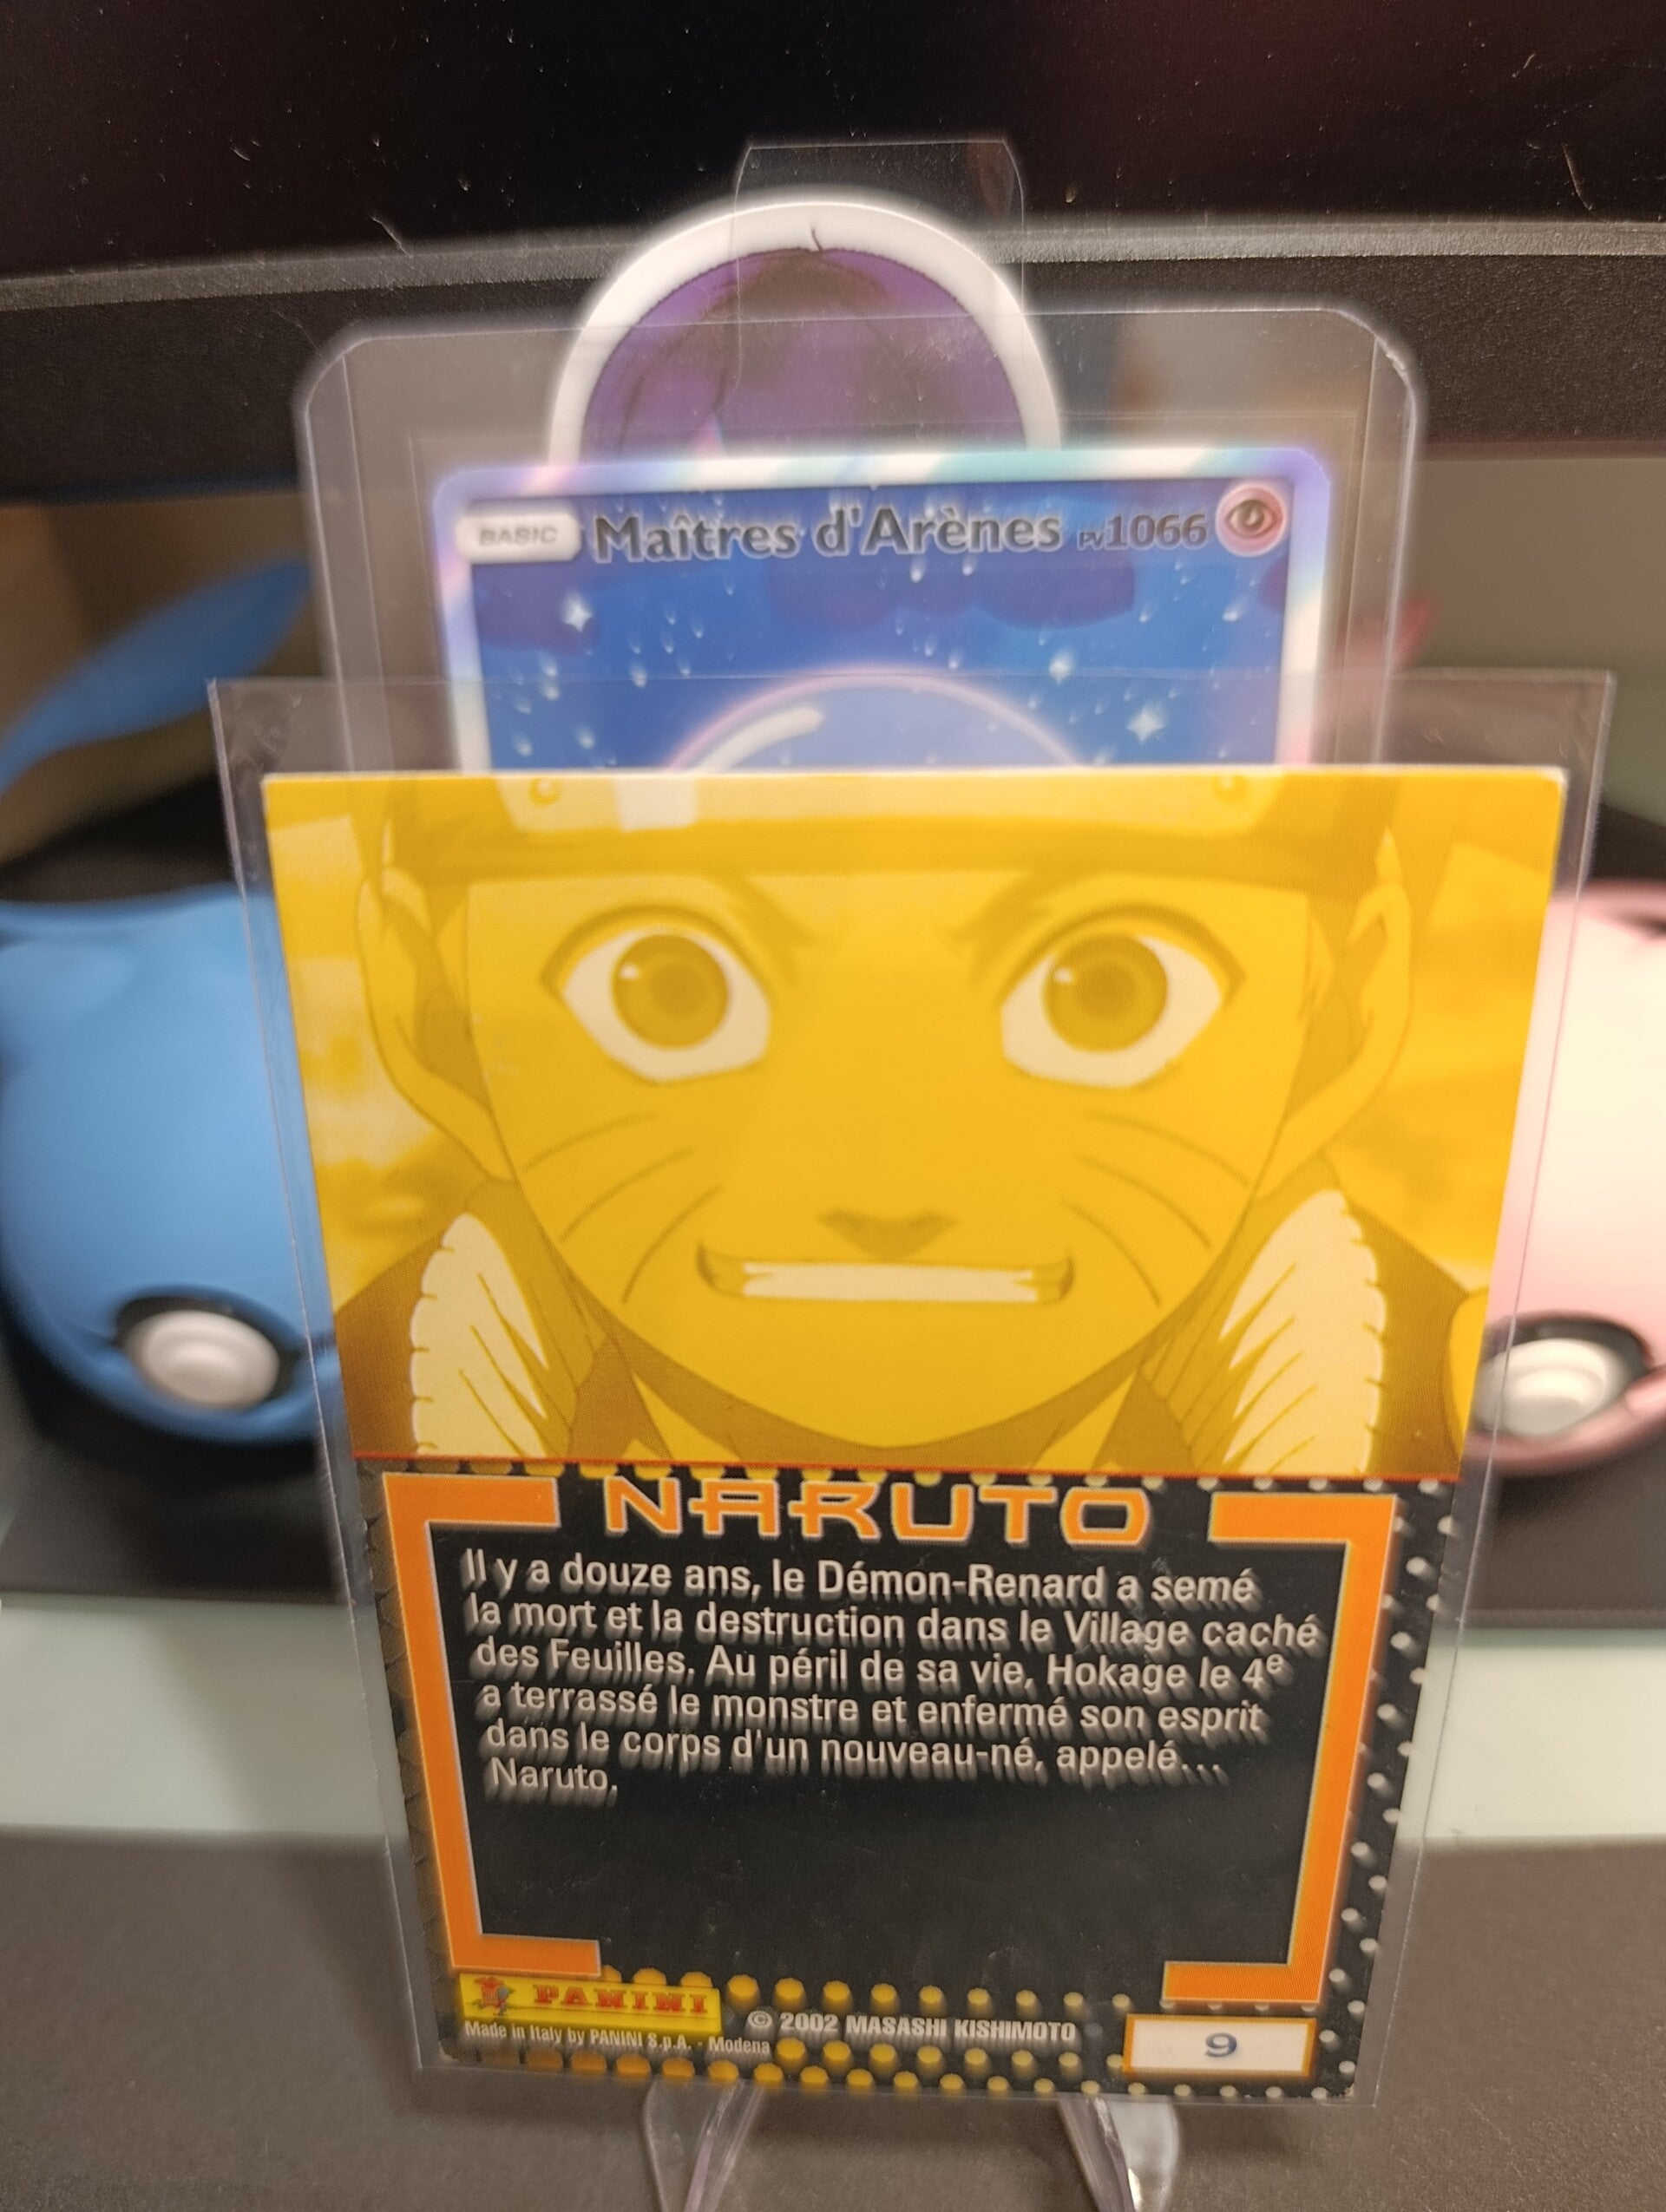 BASIC Maîtres d'Arènes PV1066
NARUTO
Il y a douze ans, le Démon-Renard a semé
la mort et la destruction dans le Village caché
des Feuilles. Au péril de sa vie, Hokage le 4e
a terrassé le monstre et enfermé son esprit
dans le corps d'un nouveau-né, appelé...
Naruto.
PANINI
© 2002 MASASHI KISHIMOTO
Made in Italy by PANINI S.p.A. - Modena
9